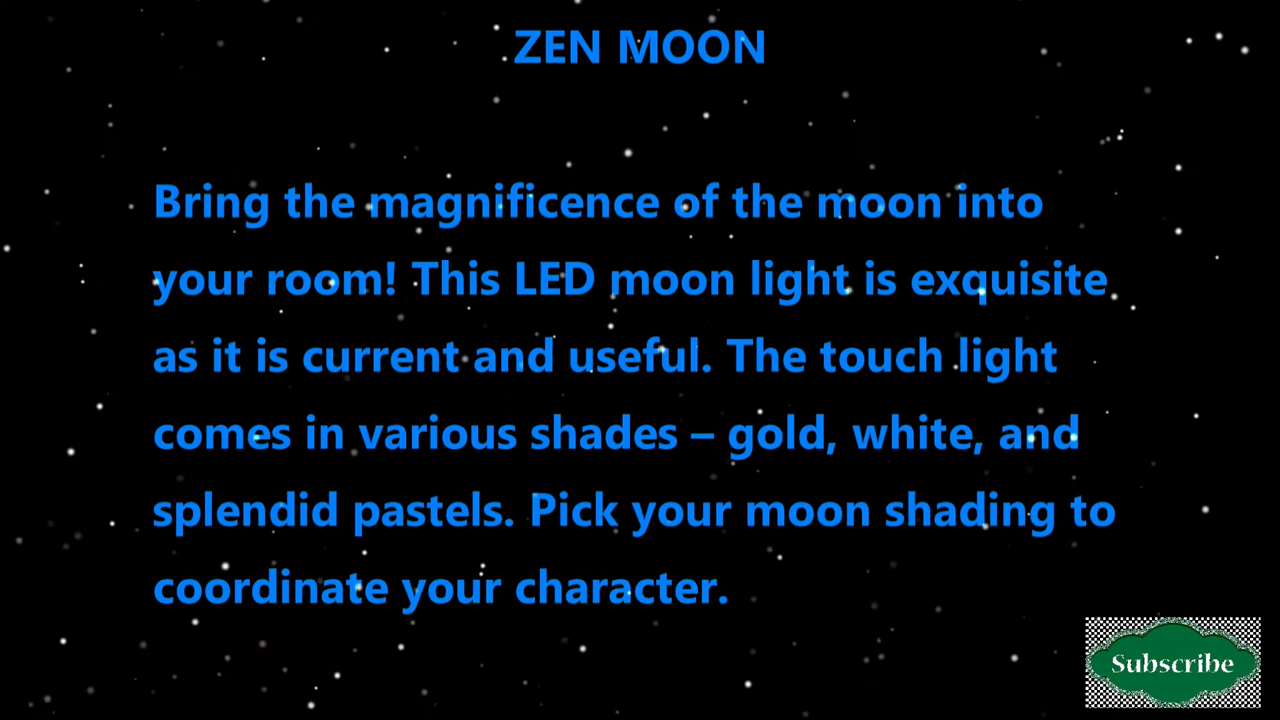 ZEN MOON
Bring the magnificence of the moon into
your room! This LED moon light is exquisite
as it is current and useful. The touch light
comes in various shades – gold, white, and
splendid pastels. Pick your moon shading to
coordinate your character.
Subscribe